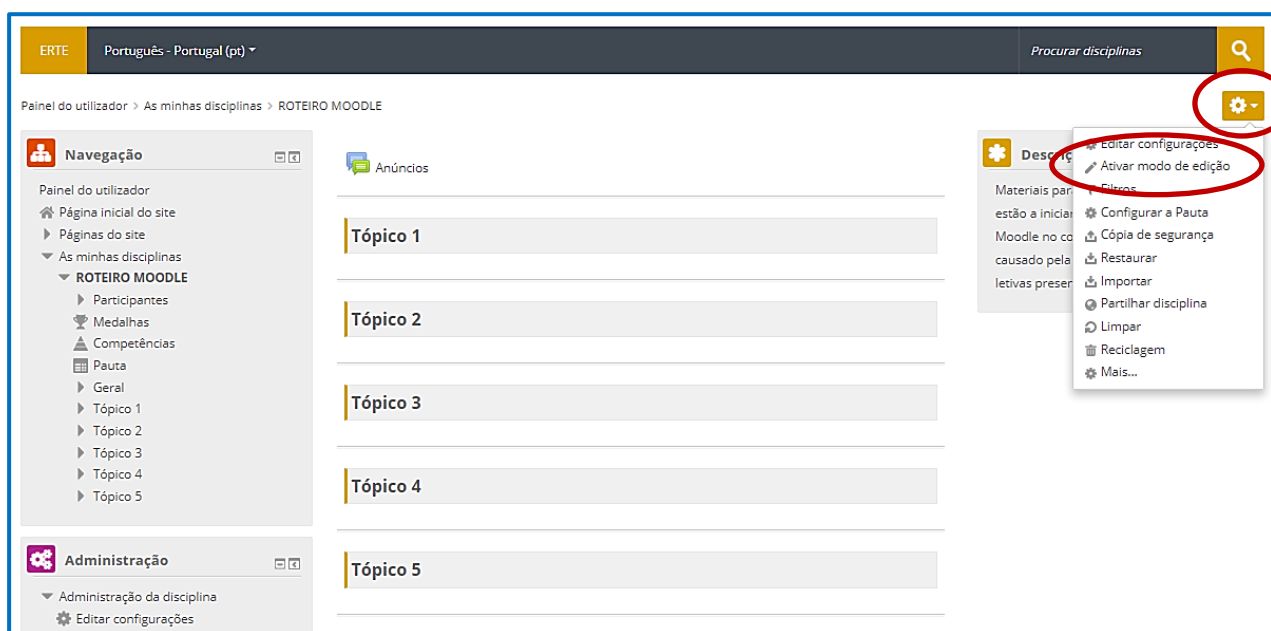 ERTE Português - Portugal (pt) Procurar disciplinas
Painel do utilizador > As minhas disciplinas > ROTEIRO MOODLE
Navegação
Painel do utilizador
Página inicial do site
Páginas do site
As minhas disciplinas
ROTEIRO MOODLE
Participantes
Medalhas
Competências
Pauta
Geral
Tópico 1
Tópico 2
Tópico 3
Tópico 4
Tópico 5
Administração
Administração da disciplina
Editar configurações
Anúncios
Tópico 1
Tópico 2
Tópico 3
Tópico 4
Tópico 5
Descriç
Materiais par
estão a iniciar
Moodle no co
causado pela
letivas preser
Editar configurações
Ativar modo de edição
Filtros
Configurar a Pauta
Cópia de segurança
Restaurar
Importar
Partilhar disciplina
Limpar
Reciclagem
Mais...